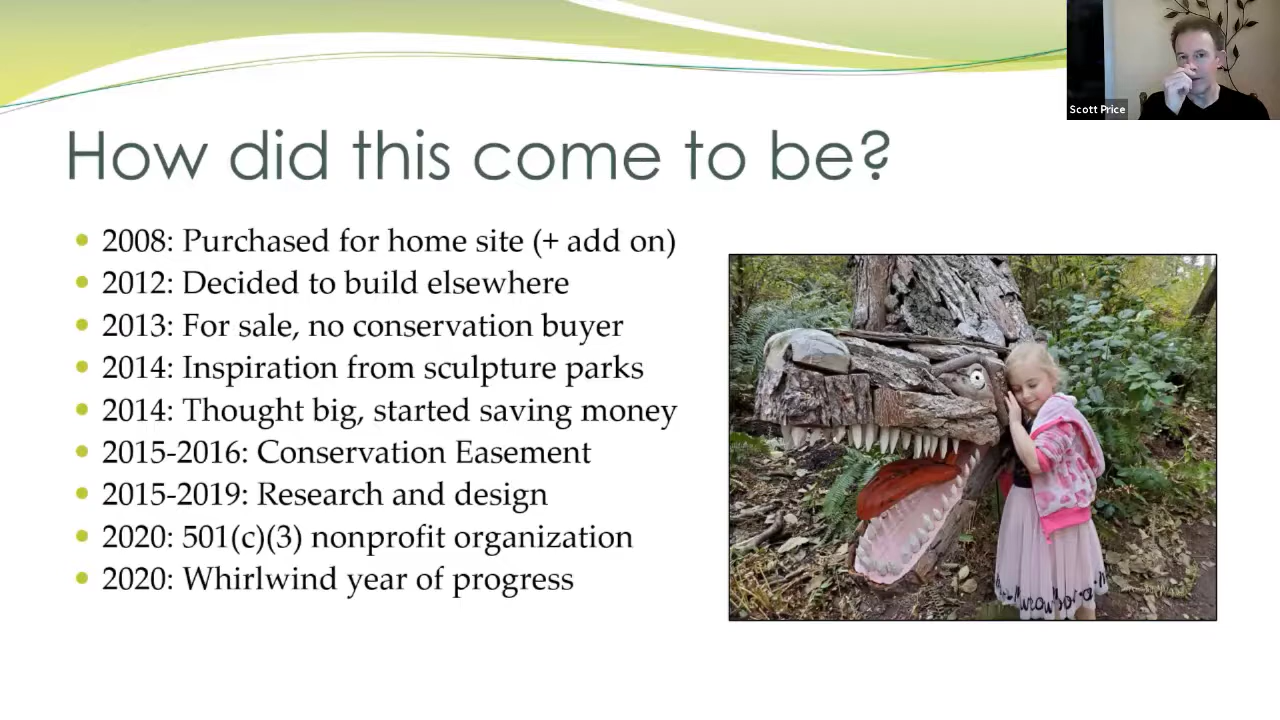 Scott Price
How did this come to be?
2008: Purchased for home site (+ add on)
2012: Decided to build elsewhere
2013: For sale, no conservation buyer
2014: Inspiration from sculpture parks
2014: Thought big, started saving money
2015-2016: Conservation Easement
2015-2019: Research and design
2020: 501(c)(3) nonprofit organization
2020: Whirlwind year of progress